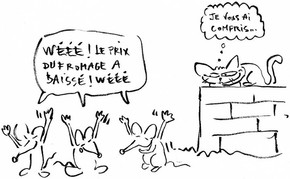 WÉÉÉ ! LE PRIX
DU FROMAGE A
BAISSÉ ! WÉÉÉ
JE VOUS AI
COMPRIS...